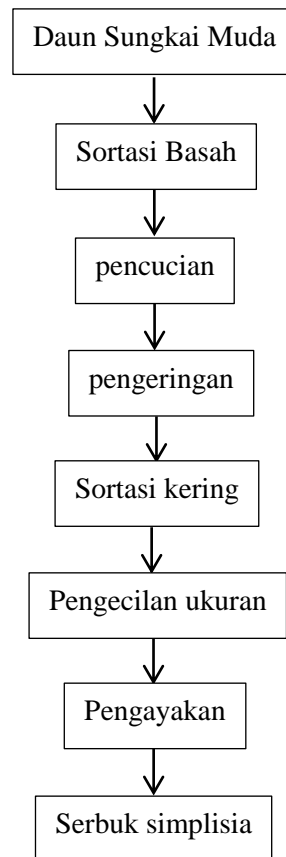 Daun Sungkai Muda
Sortasi Basah
pencucian
pengeringan
Sortasi kering
Pengecilan ukuran
Pengayakan
Serbuk simplisia